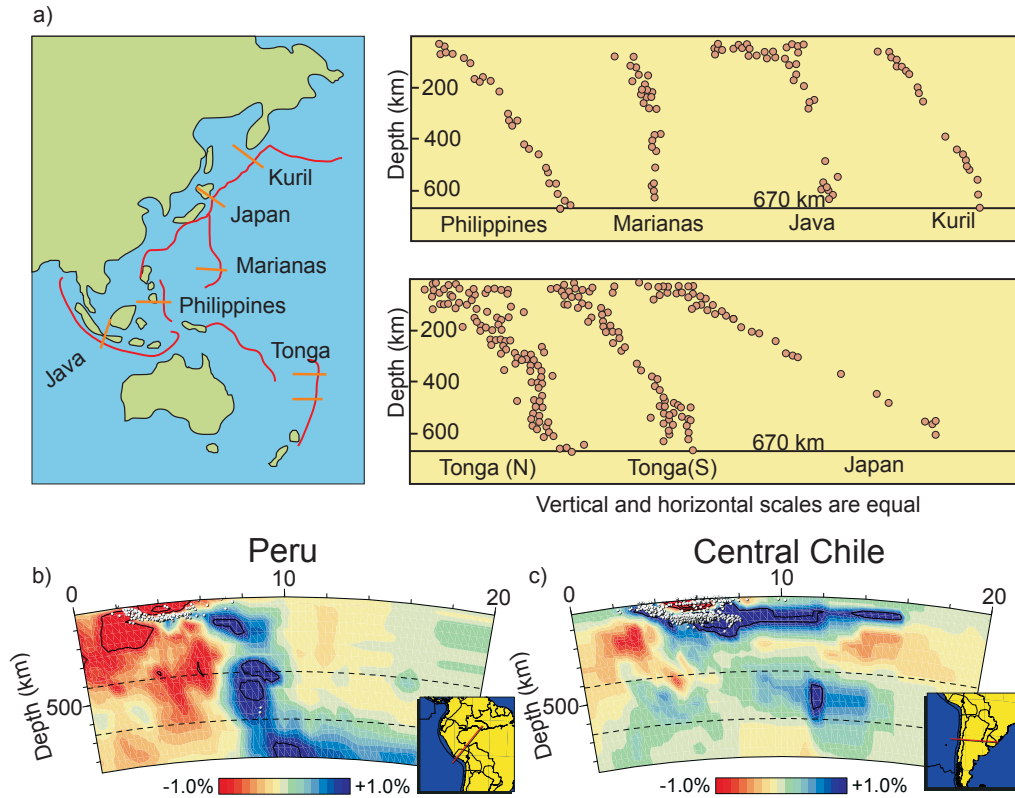 a)
Kuril
Japan
Marianas
Philippines
Java
Tonga
Depth (km)
200
400
600
670 km
Philippines
Marianas
Java
Kuril
Depth (km)
200
400
600
670 km
Tonga (N)
Tonga(S)
Japan
Vertical and horizontal scales are equal
b)
Peru
0
10
20
Depth (km)
500
-1.0%
+1.0%
c)
Central Chile
0
10
20
Depth (km)
500
-1.0%
+1.0%